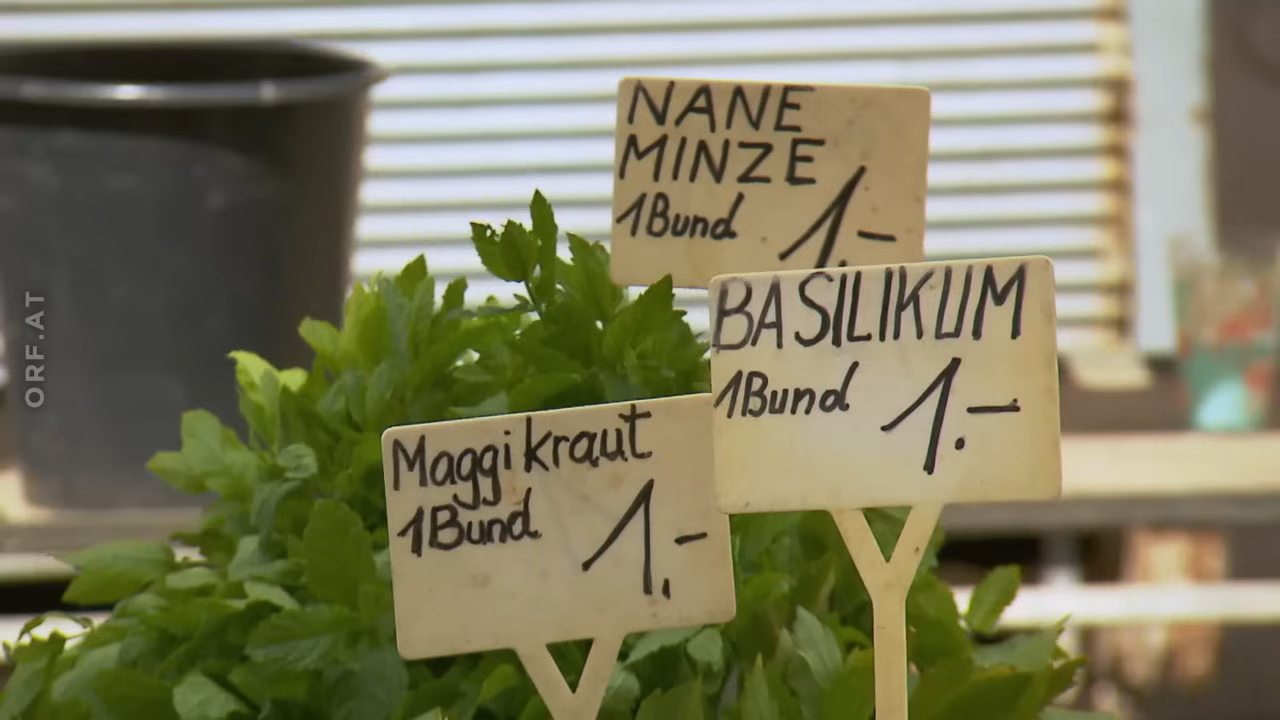 NANE
MINZE
1Bund 1.-
BASILIKUM
1Bund 1.-
Maggikraut
1Bund 1.-
ORF.AT